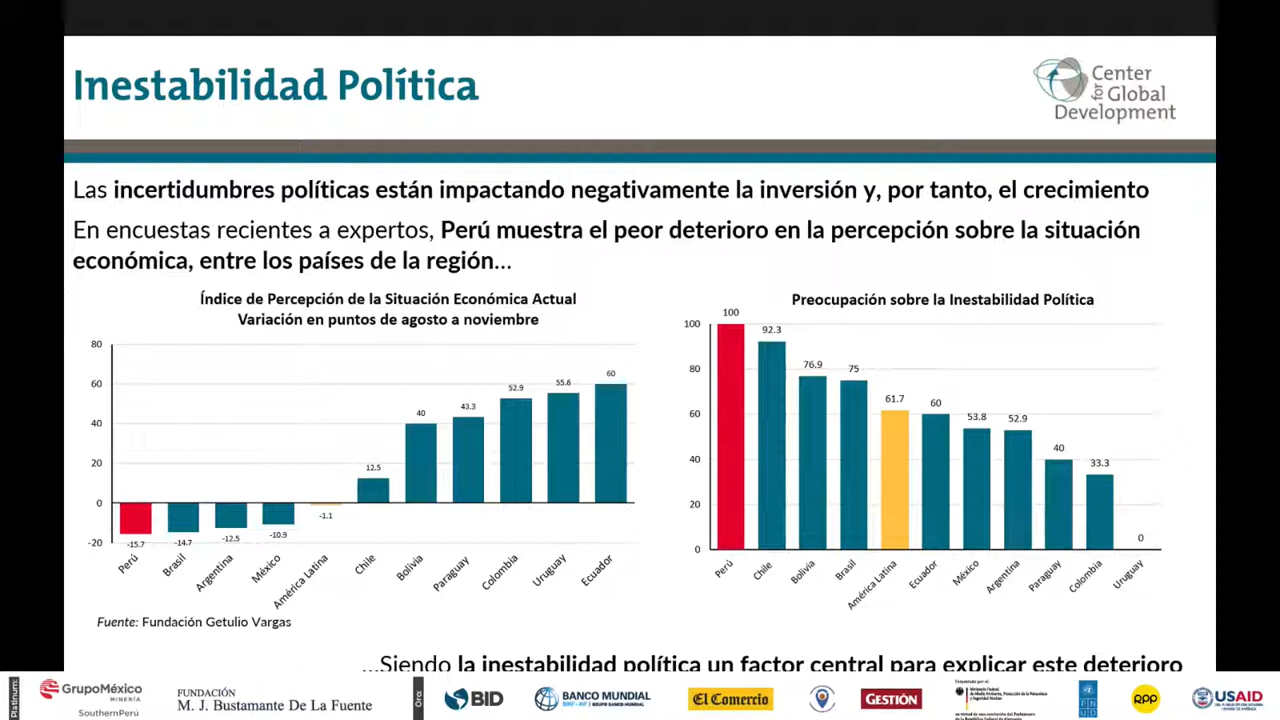 Inestabilidad Política
Center
for Global
Development
Las incertidumbres políticas están impactando negativamente la inversión y, por tanto, el crecimiento
En encuestas recientes a expertos, Perú muestra el peor deterioro en la percepción sobre la situación
económica, entre los países de la región...
Índice de Percepción de la Situación Económica Actual
Variación en puntos de agosto a noviembre
80
60
40
20
0
-20
-15.7
-14.7
-12.5
-10.9
-1.1
12.5
40
43.3
52.9
55.6
60
Perú
Brasil
Argentina
México
América Latina
Chile
Bolivia
Paraguay
Colombia
Uruguay
Ecuador
Fuente: Fundación Getulio Vargas
Preocupación sobre la Inestabilidad Política
100
80
60
40
20
0
100
92.3
76.9
75
61.7
60
53.8
52.9
40
33.3
0
Perú
Chile
Bolivia
Brasil
América Latina
Ecuador
México
Argentina
Paraguay
Colombia
Uruguay
...Siendo la inestabilidad política un factor central para explicar este deterioro
Platinum:
GrupoMéxico
MINERÍA
SouthernPerú
FUNDACIÓN
M. J. Bustamante De La Fuente
Oro:
BID
BANCO MUNDIAL
BIRF - AIF | GRUPO BANCO MUNDIAL
El Comercio
GESTIÓN
PNUD
RPP
USAID